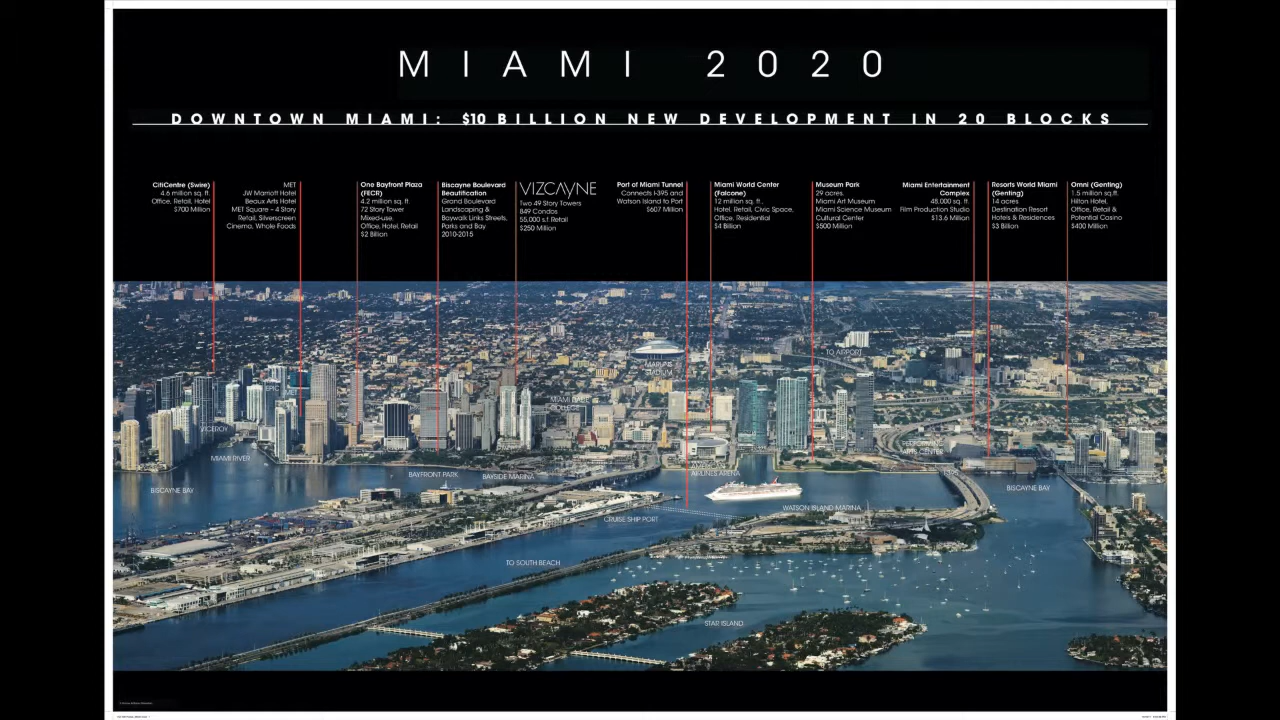 MIAMI 2020
DOWNTOWN MIAMI: $10 BILLION NEW DEVELOPMENT IN 20 BLOCKS
CitiCentre (Swire)
4.6 million sq. ft.
Office, Retail, Hotel
$700 Million
MET
JW Marriott Hotel
Beaux Arts Hotel
MET Square – 4 Story
Retail, Silverscreen
Cinema, Whole Foods
One Bayfront Plaza
(FECR)
4.2 million sq. ft.
72 Story Tower
Mixed-use,
Office, Hotel, Retail
$2 Billion
Biscayne Boulevard
Beautification
Grand Boulevard
Landscaping &
Baywalk Links Streets,
Parks and Bay
2010-2015
VIZCAYNE
Two 49 Story Towers
849 Condos
55,000 s.f. Retail
$250 Million
Port of Miami Tunnel
Connects I-395 and
Watson Island to Port
$607 Million
Miami World Center
(Falcone)
12 million sq. ft.,
Hotel, Retail, Civic Space,
Office, Residential
$4 Billion
Museum Park
29 acres,
Miami Art Museum
Miami Science Museum
Cultural Center
$500 Million
Miami Entertainment
Complex
48,000 sq. ft.
Film Production Studio
$13.6 Million
Resorts World Miami
(Genting)
14 acres
Destination Resort
Hotels & Residences
$3 Billion
Omni (Genting)
1.5 million sq.ft.
Hilton Hotel,
Office, Retail &
Potential Casino
$400 Million
TO AIRPORT
MARLINS
STADIUM
EPIC
MIAMI DADE
COLLEGE
VICEROY
PERFORMING
ARTS CENTER
MIAMI RIVER
AMERICAN
AIRLINES ARENA
BAYFRONT PARK
BAYSIDE MARINA
BISCAYNE BAY
BISCAYNE BAY
WATSON ISLAND MARINA
CRUISE SHIP PORT
TO SOUTH BEACH
STAR ISLAND